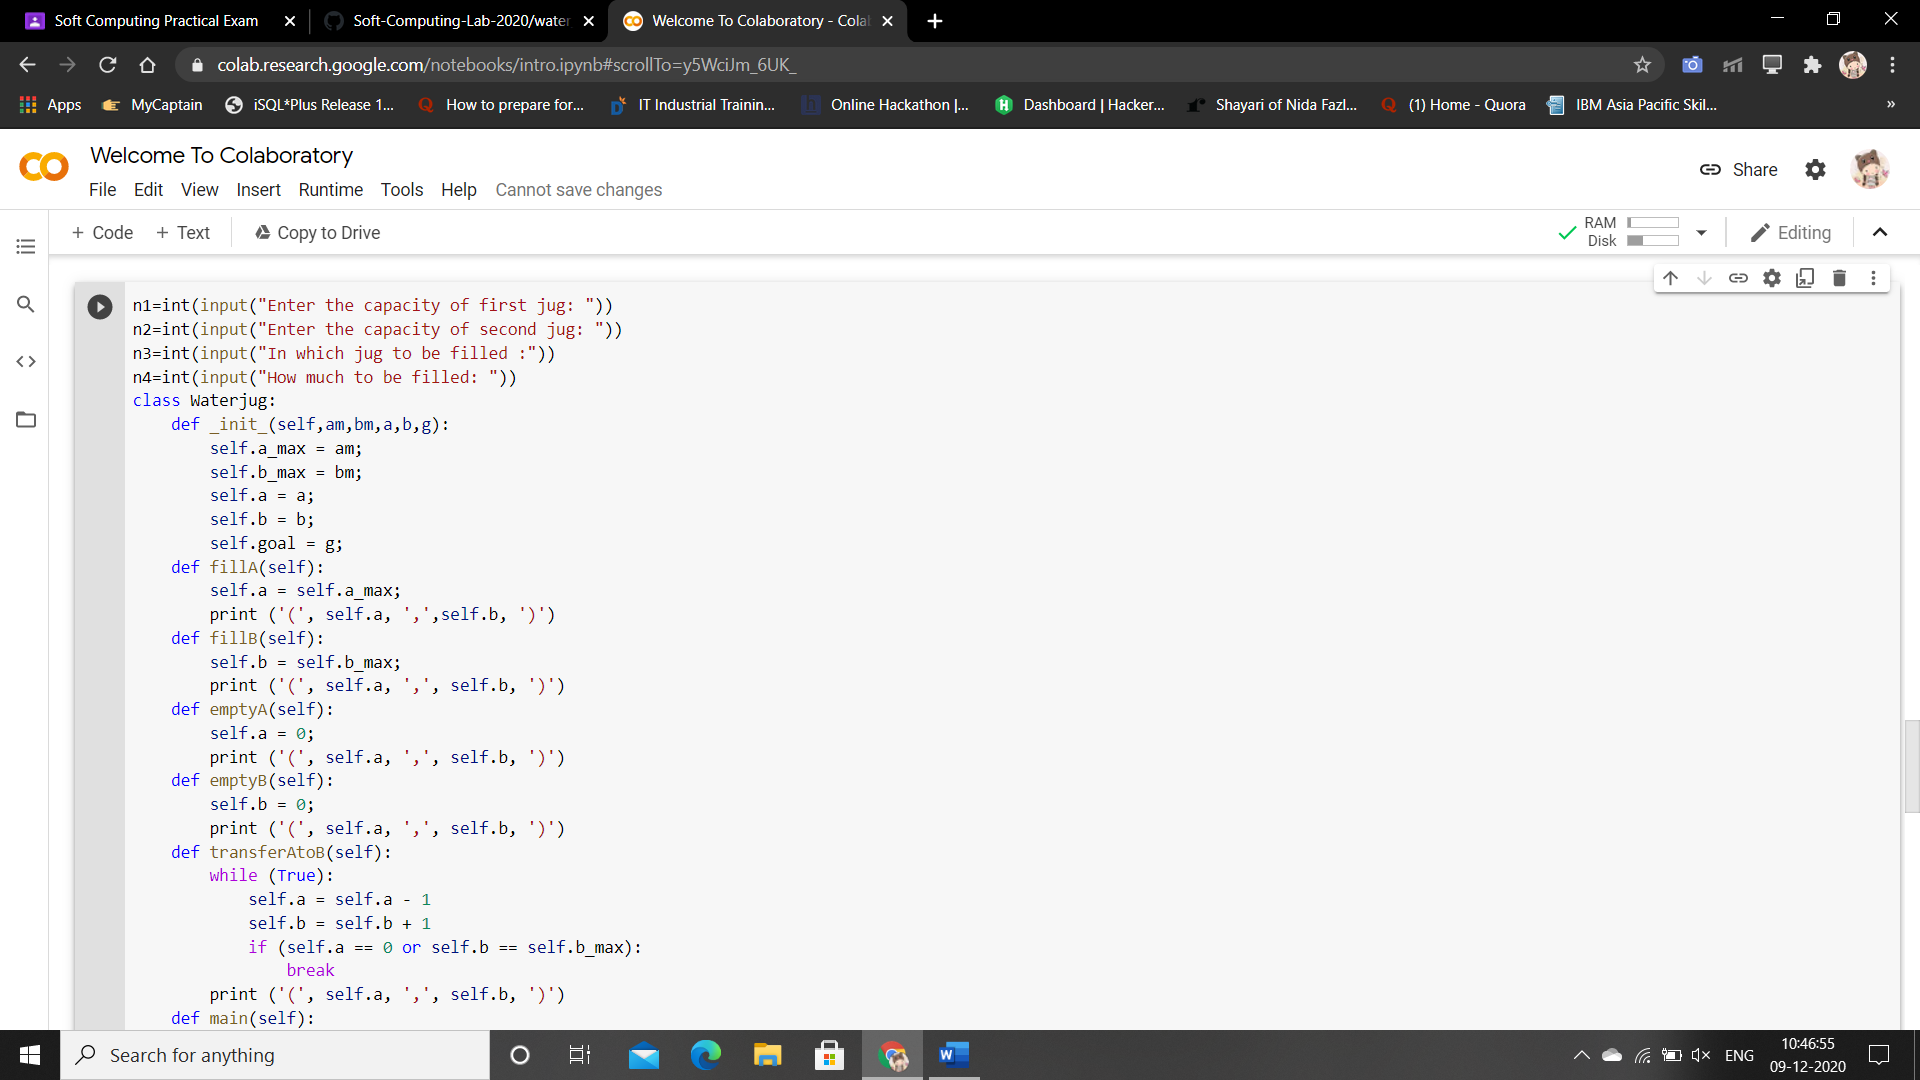 Soft Computing Practical Exam
Soft-Computing-Lab-2020/water
Welcome To Colaboratory - Colab
colab.research.google.com/notebooks/intro.ipynb#scrollTo=y5WciJm_6UK_
Apps MyCaptain iSQL*Plus Release 1... How to prepare for... IT Industrial Trainin... Online Hackathon |... Dashboard | Hacker... Shayari of Nida Fazl... (1) Home - Quora IBM Asia Pacific Skil... »
Welcome To Colaboratory
File Edit View Insert Runtime Tools Help Cannot save changes
Share
+ Code + Text Copy to Drive
RAM
Disk
Editing
n1=int(input("Enter the capacity of first jug: "))
n2=int(input("Enter the capacity of second jug: "))
n3=int(input("In which jug to be filled :"))
n4=int(input("How much to be filled: "))
class Waterjug:
    def _init_(self,am,bm,a,b,g):
        self.a_max = am;
        self.b_max = bm;
        self.a = a;
        self.b = b;
        self.goal = g;
    def fillA(self):
        self.a = self.a_max;
        print ('(', self.a, ',',self.b, ')')
    def fillB(self):
        self.b = self.b_max;
        print ('(', self.a, ',', self.b, ')')
    def emptyA(self):
        self.a = 0;
        print ('(', self.a, ',', self.b, ')')
    def emptyB(self):
        self.b = 0;
        print ('(', self.a, ',', self.b, ')')
    def transferAtoB(self):
        while (True):
            self.a = self.a - 1
            self.b = self.b + 1
            if (self.a == 0 or self.b == self.b_max):
                break
        print ('(', self.a, ',', self.b, ')')
    def main(self):
Search for anything
ENG
10:46:55
09-12-2020